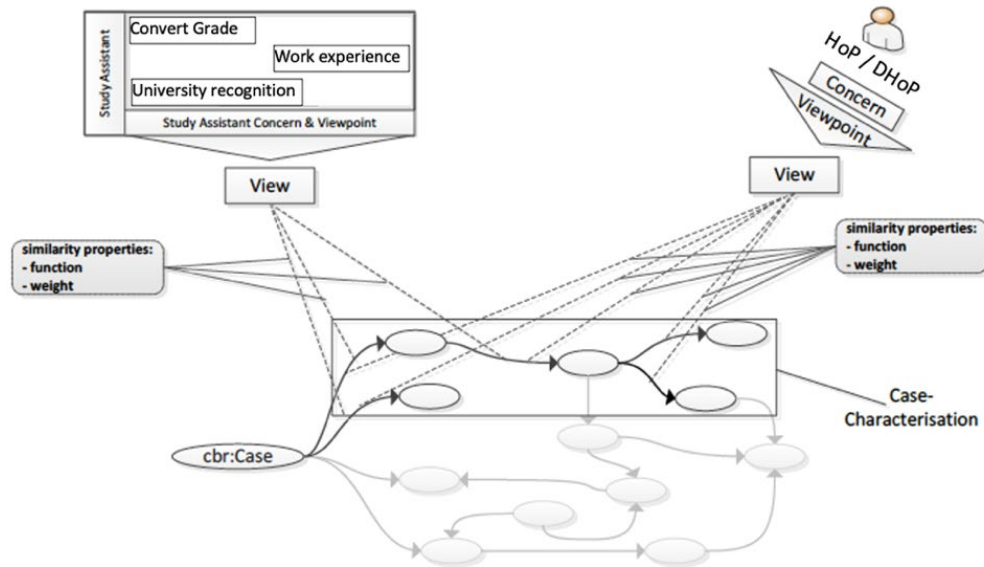 Study Assistant
Convert Grade
Work experience
University recognition
Study Assistant Concern & Viewpoint
HoP / DHoP
Concern
Viewpoint
View
View
similarity properties:
- function
- weight
similarity properties:
- function
- weight
Case-
Characterisation
cbr:Case